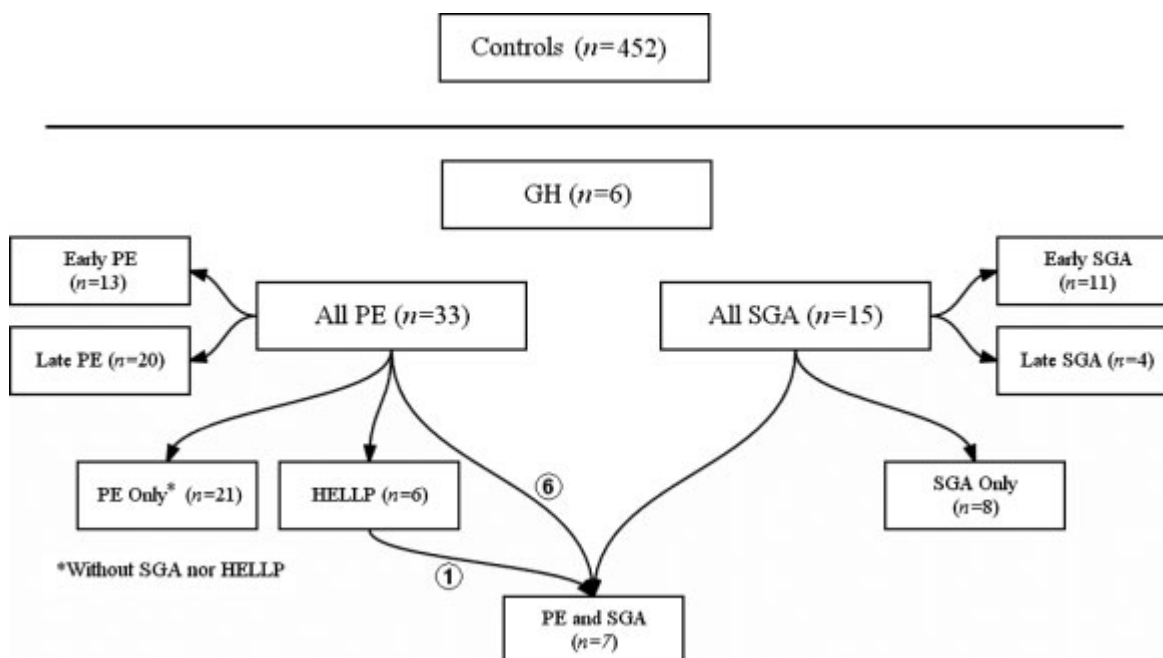 Controls (n=452)
GH (n=6)
Early PE
(n=13)
Early SGA
(n=11)
All PE (n=33)
All SGA (n=15)
Late PE (n=20)
Late SGA (n=4)
PE Only* (n=21)
HELLP (n=6)
6
SGA Only
(n=8)
*Without SGA nor HELLP
1
PE and SGA
(n=7)